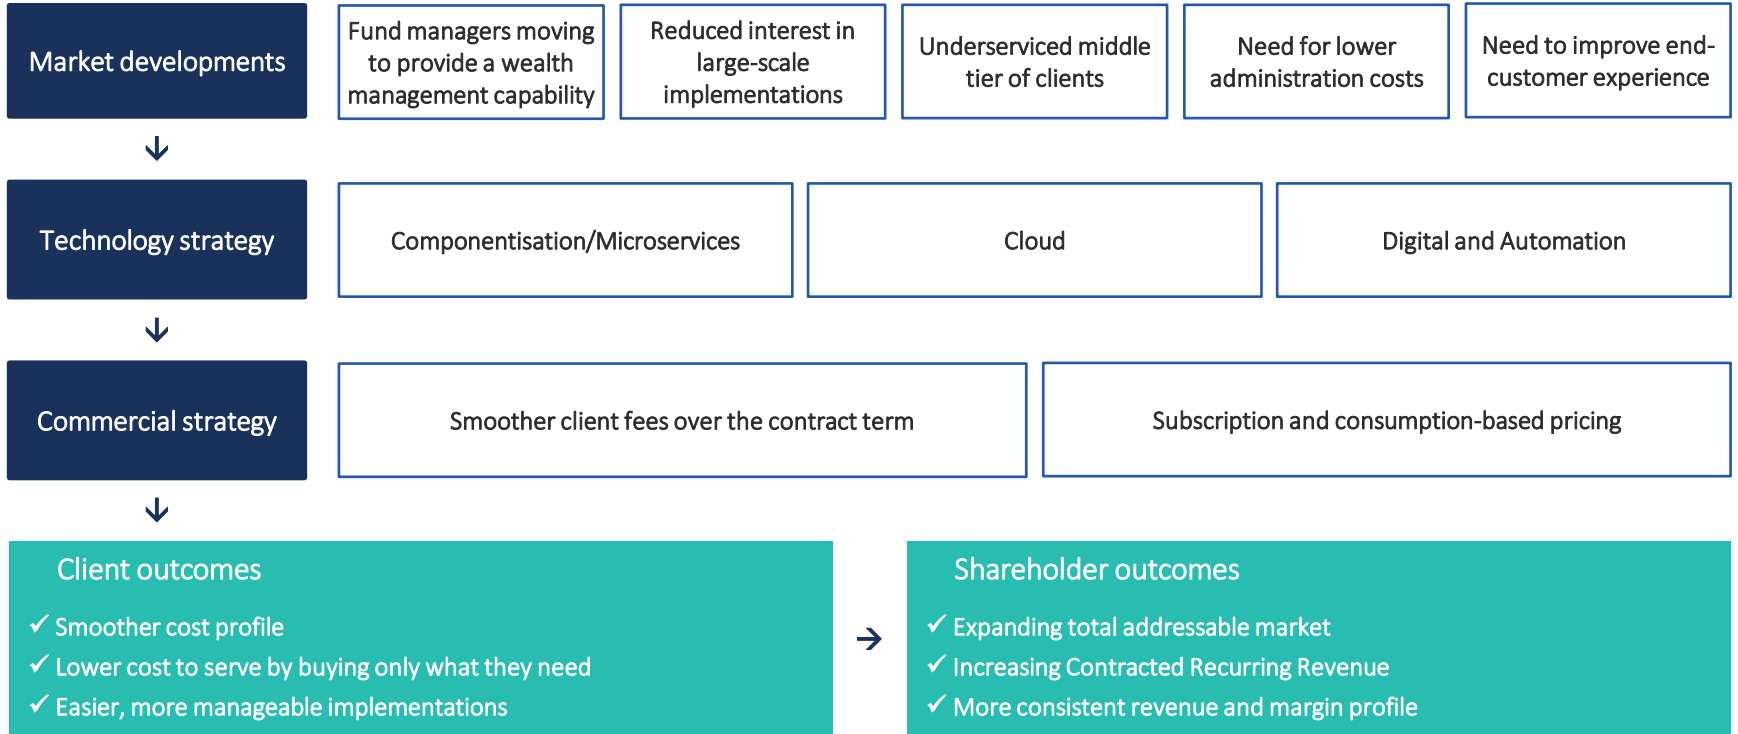 Market developments
Fund managers moving
to provide a wealth
management capability
Reduced interest in
large-scale
implementations
Underserviced middle
tier of clients
Need for lower
administration costs
Need to improve end-
customer experience
Technology strategy
Componentisation/Microservices
Cloud
Digital and Automation
Commercial strategy
Smoother client fees over the contract term
Subscription and consumption-based pricing
Client outcomes
✓ Smoother cost profile
✓ Lower cost to serve by buying only what they need
✓ Easier, more manageable implementations
Shareholder outcomes
✓ Expanding total addressable market
✓ Increasing Contracted Recurring Revenue
✓ More consistent revenue and margin profile